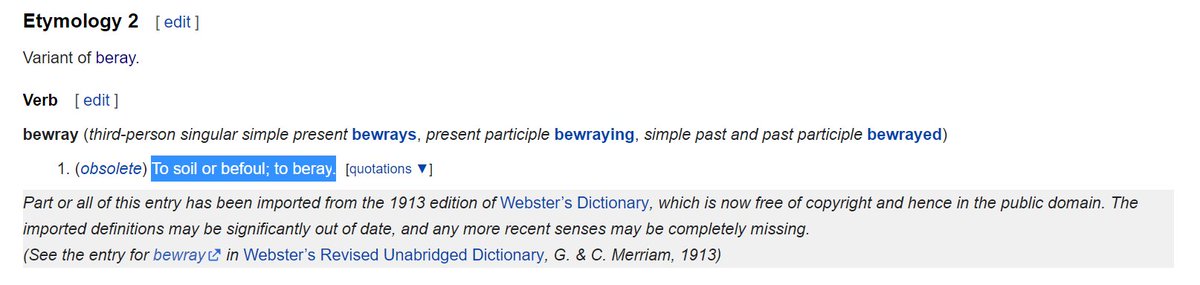 Etymology 2 [ edit ]
Variant of beray.
Verb [ edit ]
bewray (third-person singular simple present bewrays, present participle bewraying, simple past and past participle bewrayed)
1. (obsolete) To soil or befoul; to beray. [quotations ▼]
Part or all of this entry has been imported from the 1913 edition of Webster’s Dictionary, which is now free of copyright and hence in the public domain. The
imported definitions may be significantly out of date, and any more recent senses may be completely missing.
(See the entry for bewray in Webster’s Revised Unabridged Dictionary, G. & C. Merriam, 1913)